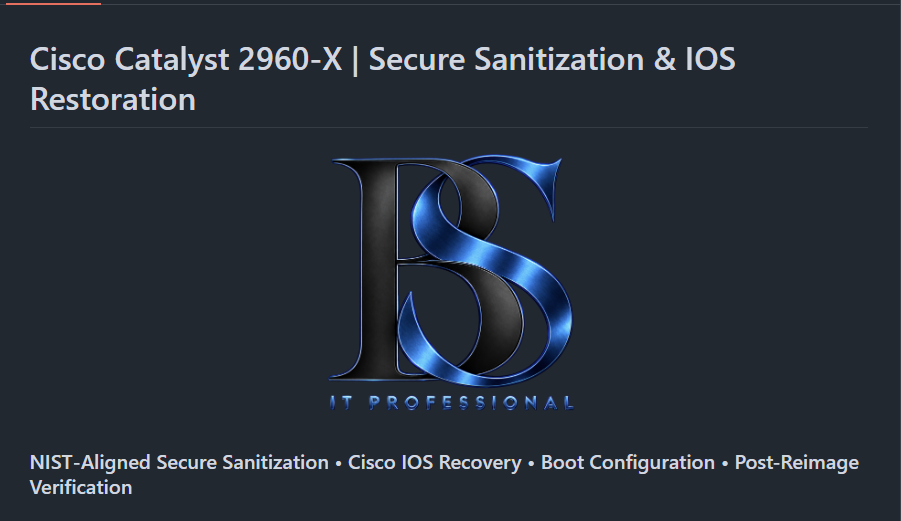 Cisco Catalyst 2960-X | Secure Sanitization & IOS
Restoration
BS
IT PROFESSIONAL
NIST-Aligned Secure Sanitization • Cisco IOS Recovery • Boot Configuration • Post-Reimage
Verification